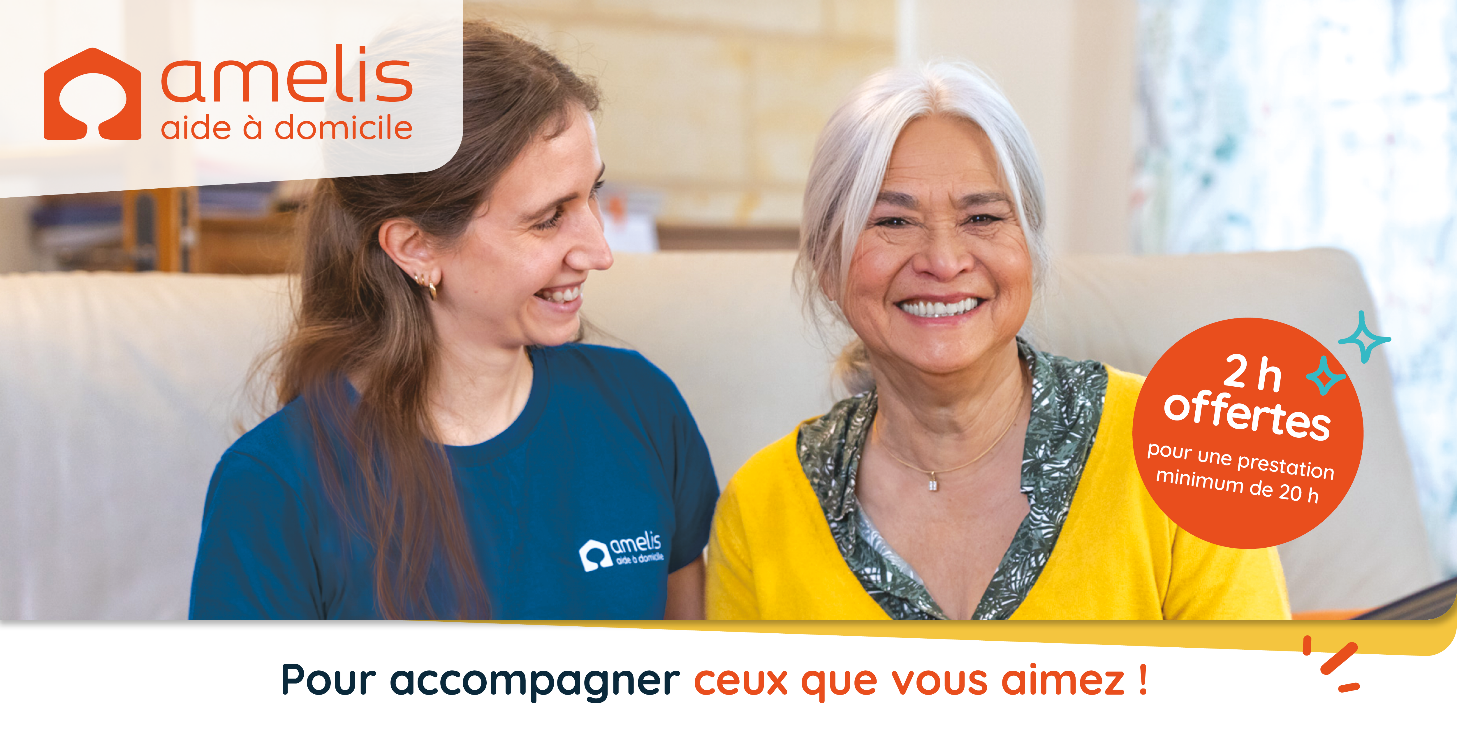 amelis
aide à domicile
2 h
offertes
pour une prestation
minimum de 20 h
amelis
aide à domicile
Pour accompagner ceux que vous aimez !